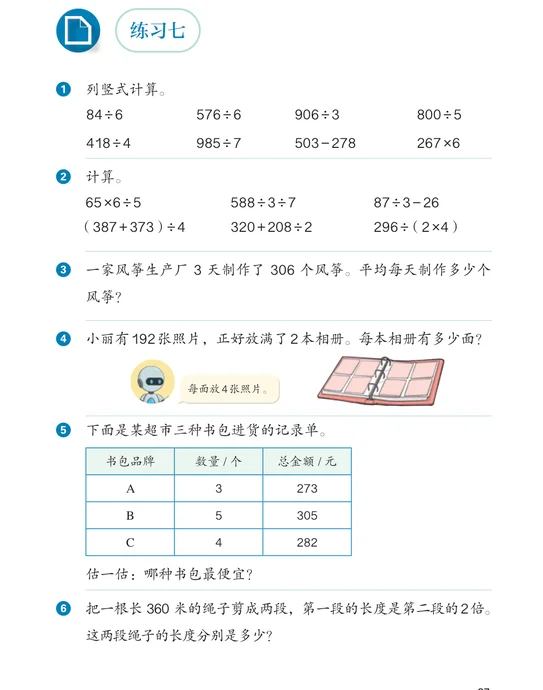 练习七
1 列竖式计算。
84÷6 576÷6 906÷3 800÷5
418÷4 985÷7 503−278 267×6
2 计算。
65×6÷5 588÷3÷7 87÷3−26
(387+373)÷4 320+208÷2 296÷(2×4)
3 一家风筝生产厂 3 天制作了 306 个风筝。平均每天制作多少个
风筝?
4 小丽有192张照片，正好放满了2本相册。每本相册有多少面?
每面放4张照片。
5 下面是某超市三种书包进货的记录单。
书包品牌 数量/个 总金额/元
A 3 273
B 5 305
C 4 282
估一估：哪种书包最便宜?
6 把一根长 360 米的绳子剪成两段，第一段的长度是第二段的2倍。
这两段绳子的长度分别是多少?